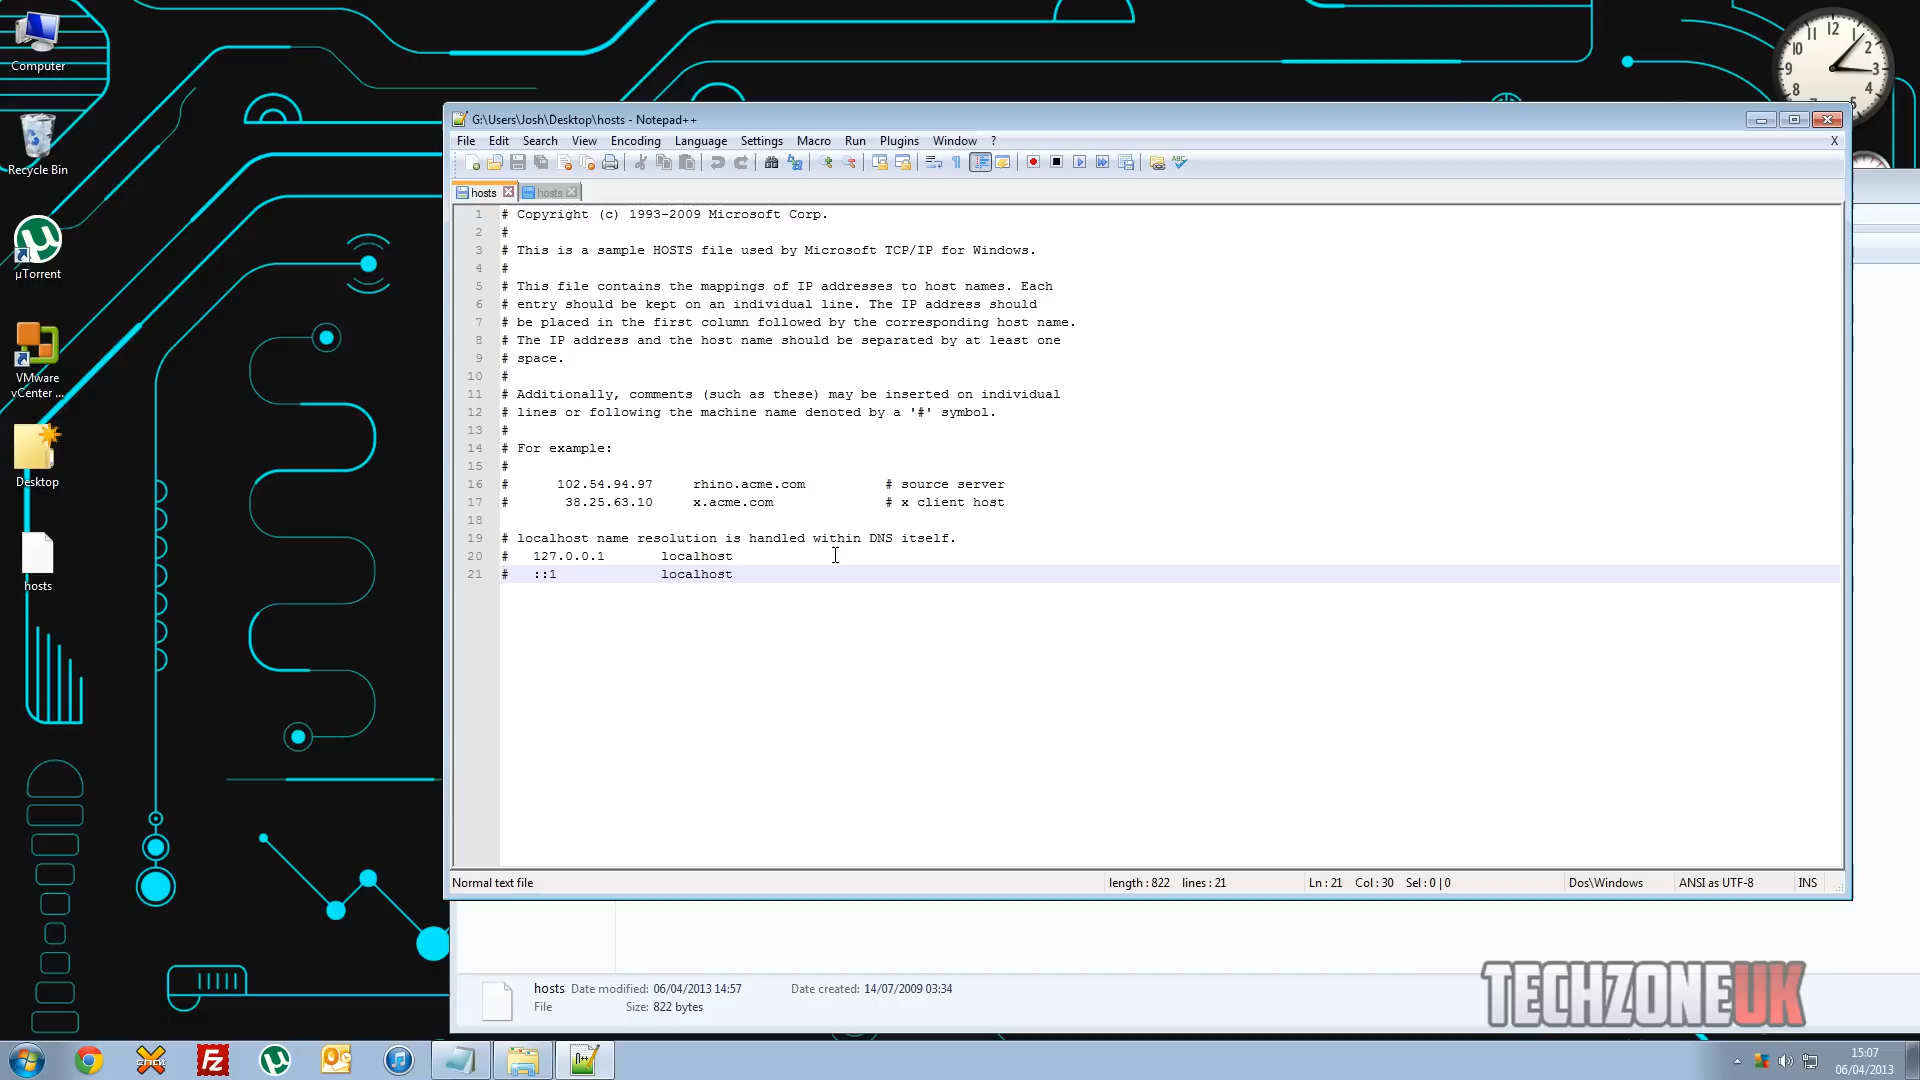 Computer
Recycle Bin
µTorrent
VMware
vCenter ...
Desktop
hosts
12
1
2
3
4
5
8
9
10
11
G:\Users\Josh\Desktop\hosts - Notepad++
File Edit Search View Encoding Language Settings Macro Run Plugins Window ? X
hosts hosts
1 # Copyright (c) 1993-2009 Microsoft Corp.
2 #
3 # This is a sample HOSTS file used by Microsoft TCP/IP for Windows.
4 #
5 # This file contains the mappings of IP addresses to host names. Each
6 # entry should be kept on an individual line. The IP address should
7 # be placed in the first column followed by the corresponding host name.
8 # The IP address and the host name should be separated by at least one
9 # space.
10 #
11 # Additionally, comments (such as these) may be inserted on individual
12 # lines or following the machine name denoted by a '#' symbol.
13 #
14 # For example:
15 #
16 # 102.54.94.97 rhino.acme.com # source server
17 # 38.25.63.10 x.acme.com # x client host
18
19 # localhost name resolution is handled within DNS itself.
20 # 127.0.0.1 localhost
21 # ::1 localhost
Normal text file length : 822 lines : 21 Ln : 21 Col : 30 Sel : 0 | 0 Dos\Windows ANSI as UTF-8 INS
hosts Date modified: 06/04/2013 14:57 Date created: 14/07/2009 03:34
File Size: 822 bytes
TECHZONEUK
15:07
06/04/2013